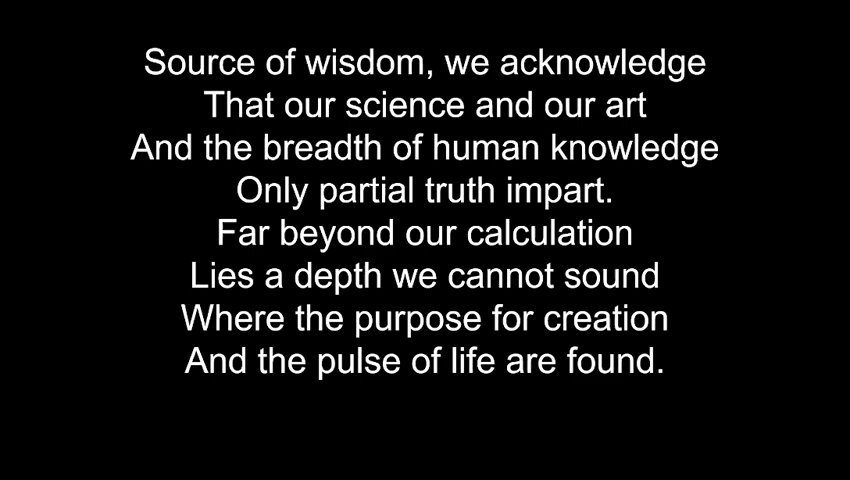 Source of wisdom, we acknowledge
That our science and our art
And the breadth of human knowledge
Only partial truth impart.
Far beyond our calculation
Lies a depth we cannot sound
Where the purpose for creation
And the pulse of life are found.